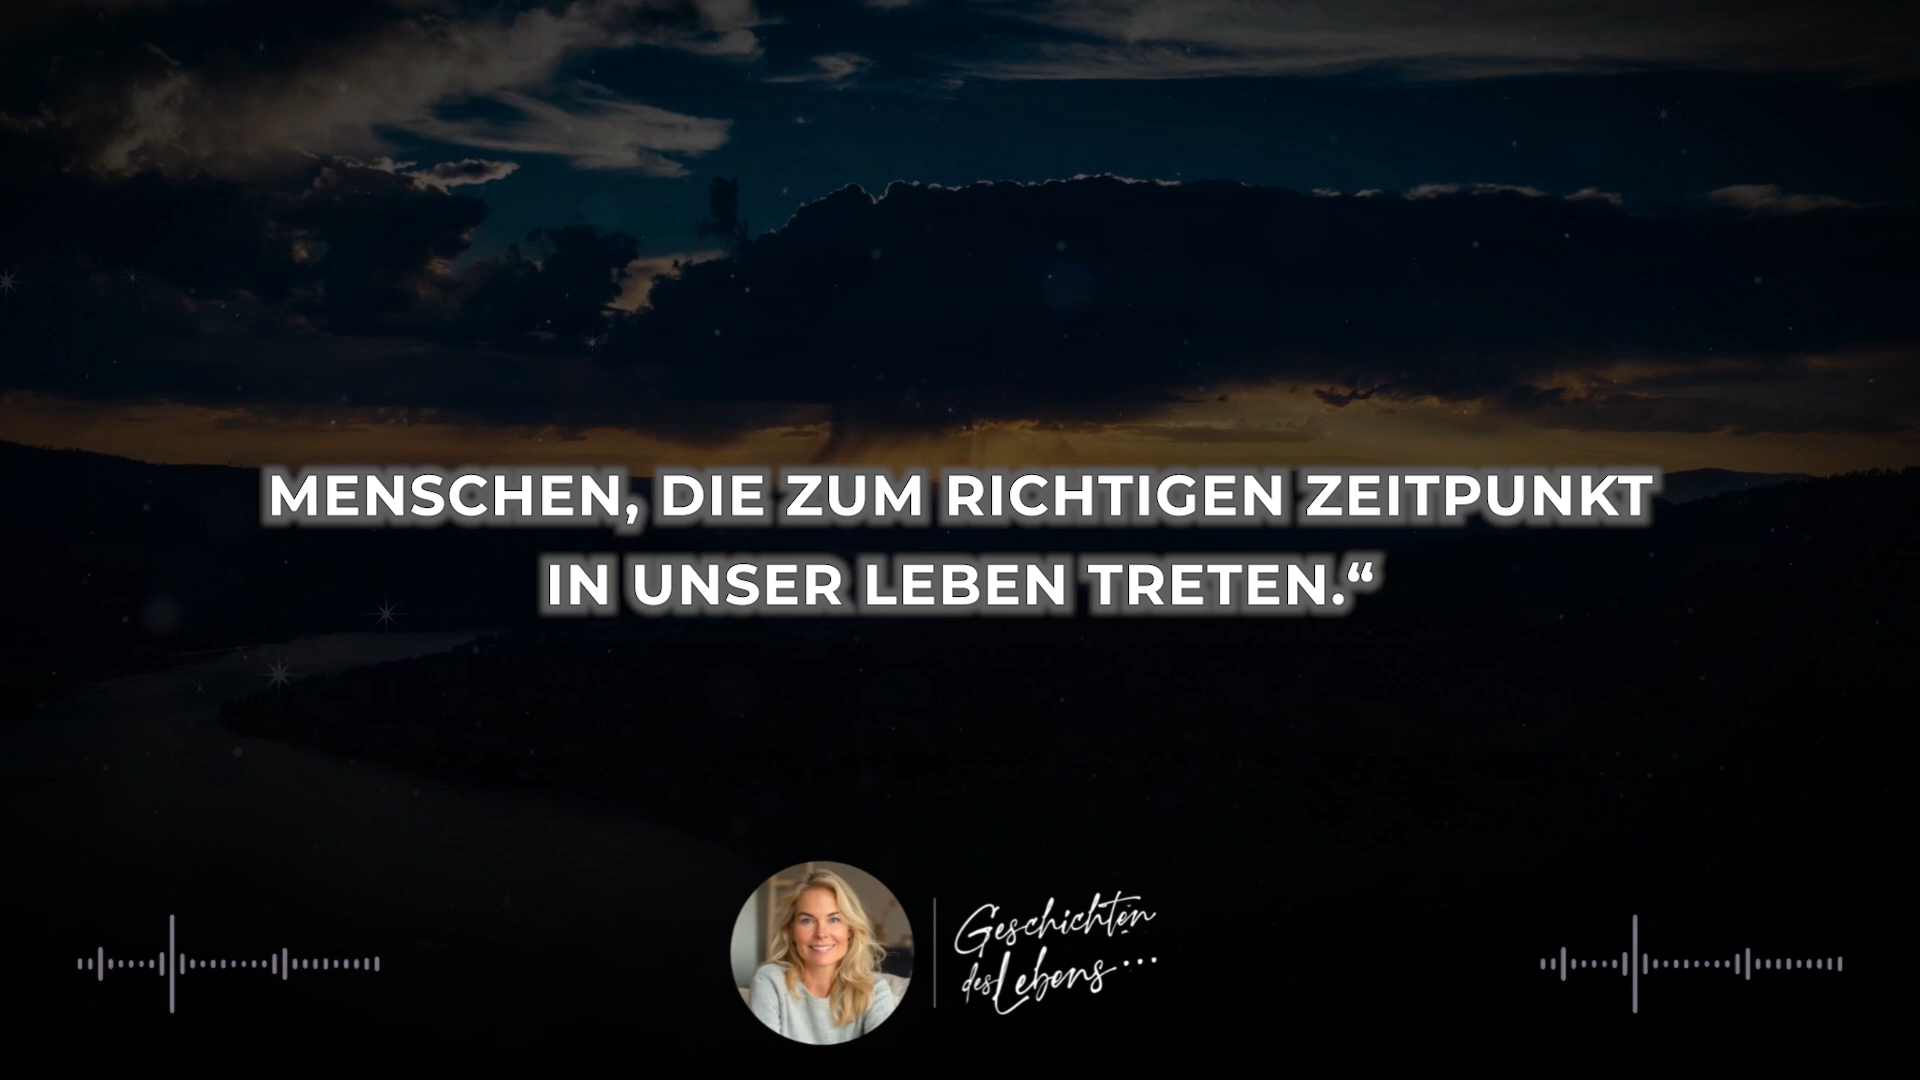 MENSCHEN, DIE ZUM RICHTIGEN ZEITPUNKT
IN UNSER LEBEN TRETEN.“
Geschichten
des Lebens...